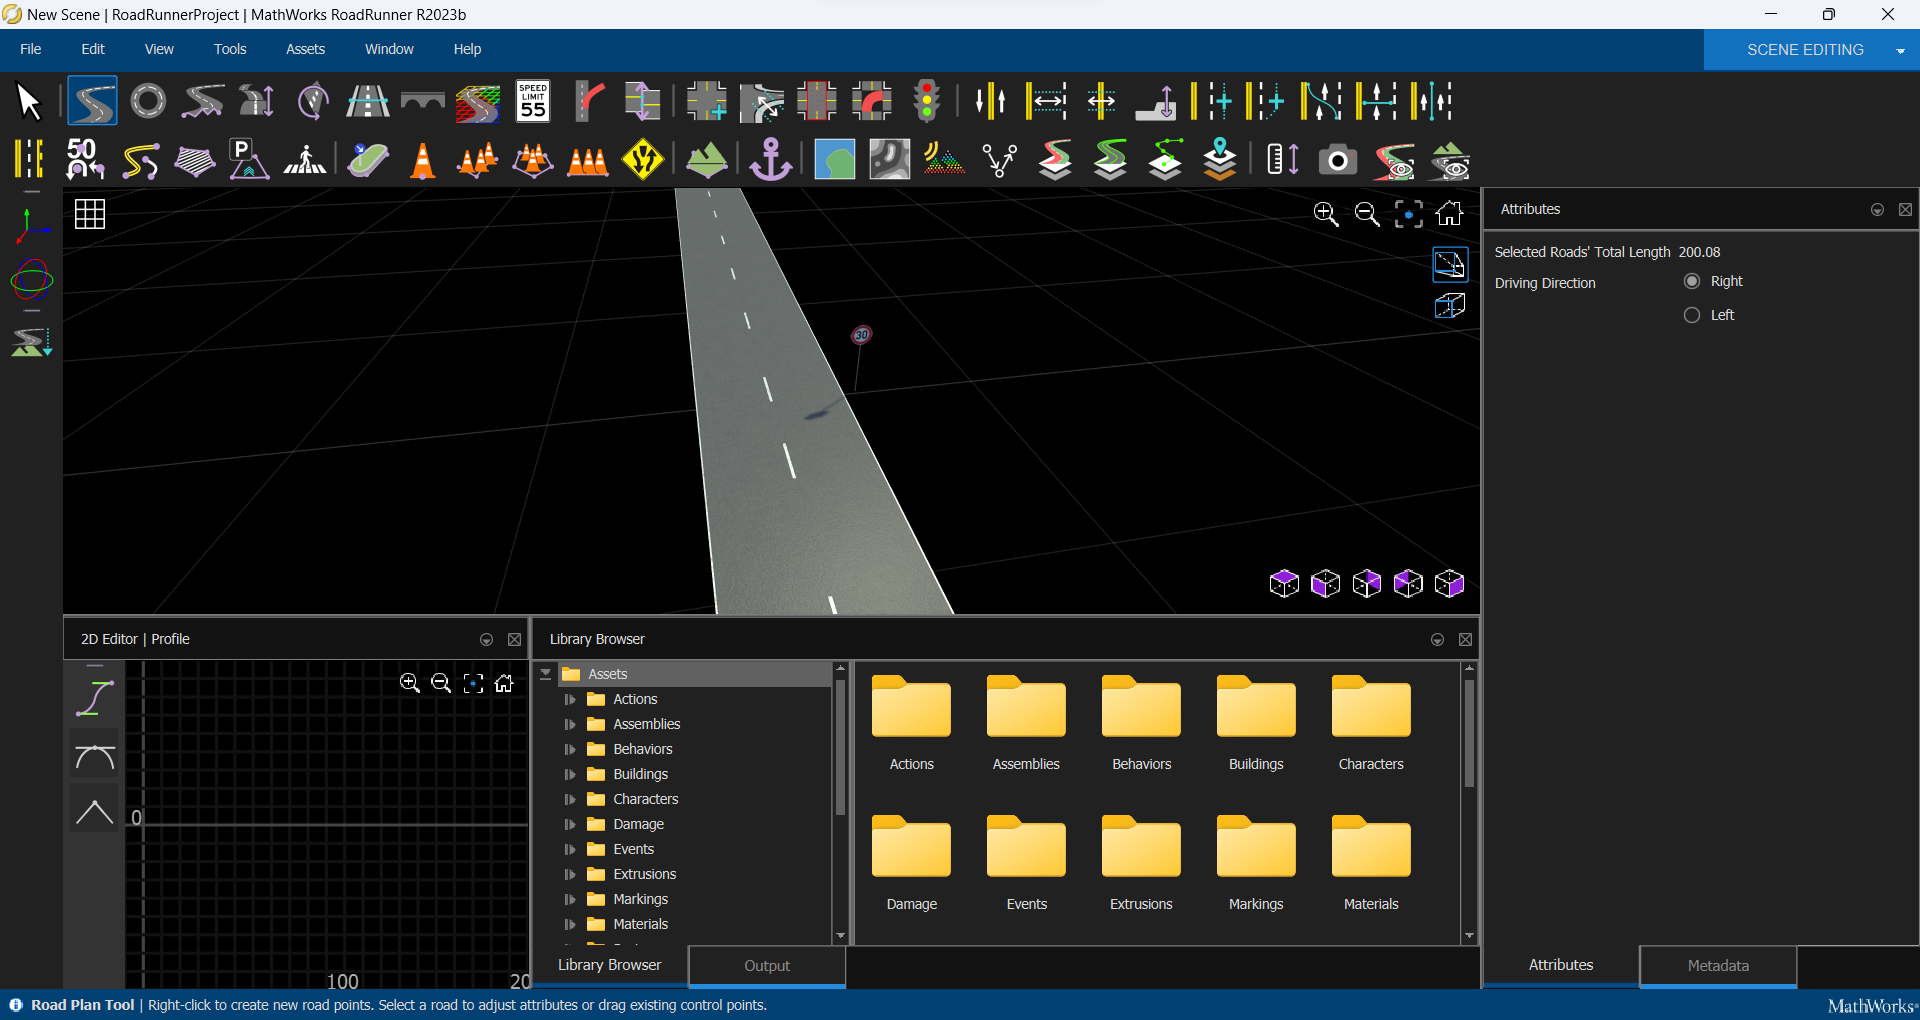 New Scene | RoadRunnerProject | MathWorks RoadRunner R2023b
File Edit View Tools Assets Window Help SCENE EDITING
SPEED LIMIT 55
50 P
30
Attributes
Selected Roads' Total Length 200.08
Driving Direction Right
Left
2D Editor | Profile
0
100 20
Library Browser
Assets
Actions
Assemblies
Behaviors
Buildings
Characters
Damage
Events
Extrusions
Markings
Materials
Actions Assemblies Behaviors Buildings Characters
Damage Events Extrusions Markings Materials
Library Browser Output
Attributes Metadata
Road Plan Tool | Right-click to create new road points. Select a road to adjust attributes or drag existing control points.
MathWorks®